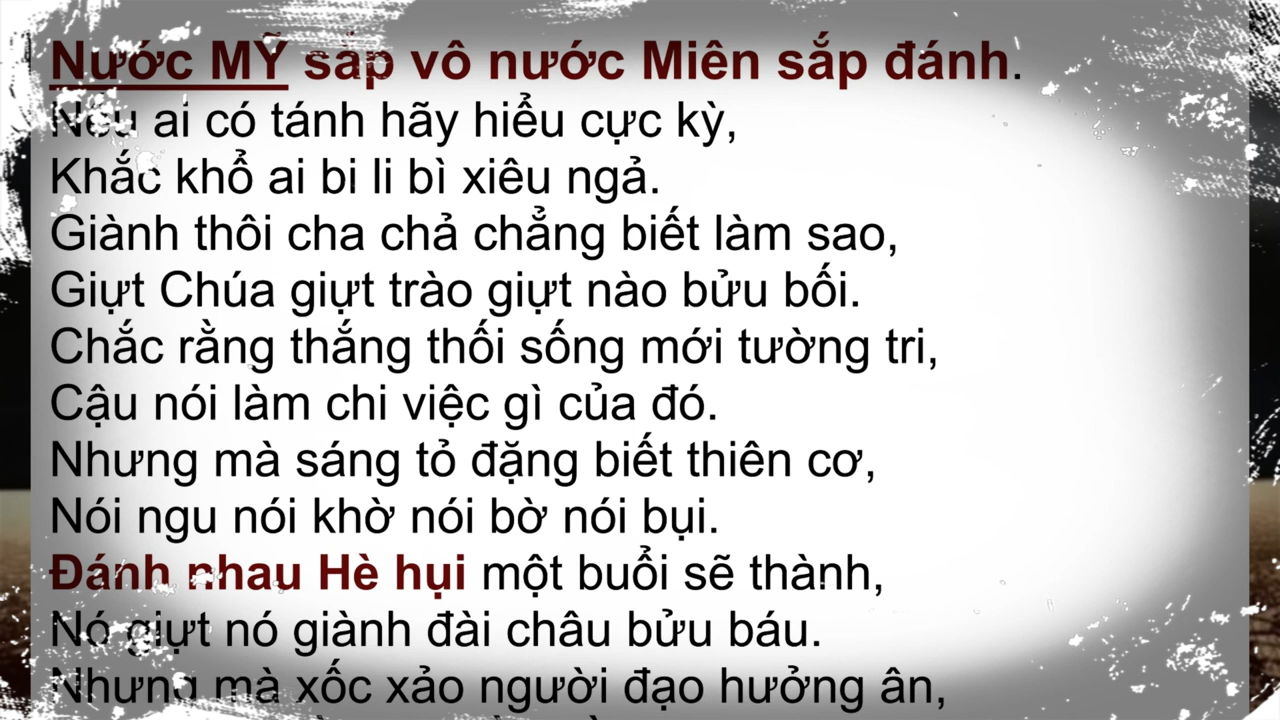 Nước MỸ sắp vô nước Miên sắp đánh.
Nếu ai có tánh hãy hiểu cực kỳ,
Khắc khổ ai bi li bì xiêu ngả.
Giành thôi cha chả chẳng biết làm sao,
Giựt Chúa giựt trào giựt nào bửu bối.
Chắc rằng thắng thối sống mới tường tri,
Cậu nói làm chi việc gì của đó.
Nhưng mà sáng tỏ đặng biết thiên cơ,
Nói ngu nói khờ nói bờ nói bụi.
Đánh nhau Hè hụi một buổi sẽ thành,
Nó giựt nó giành đài châu bửu báu.
Nhưng mà xốc xảo người đạo hưởng ân,